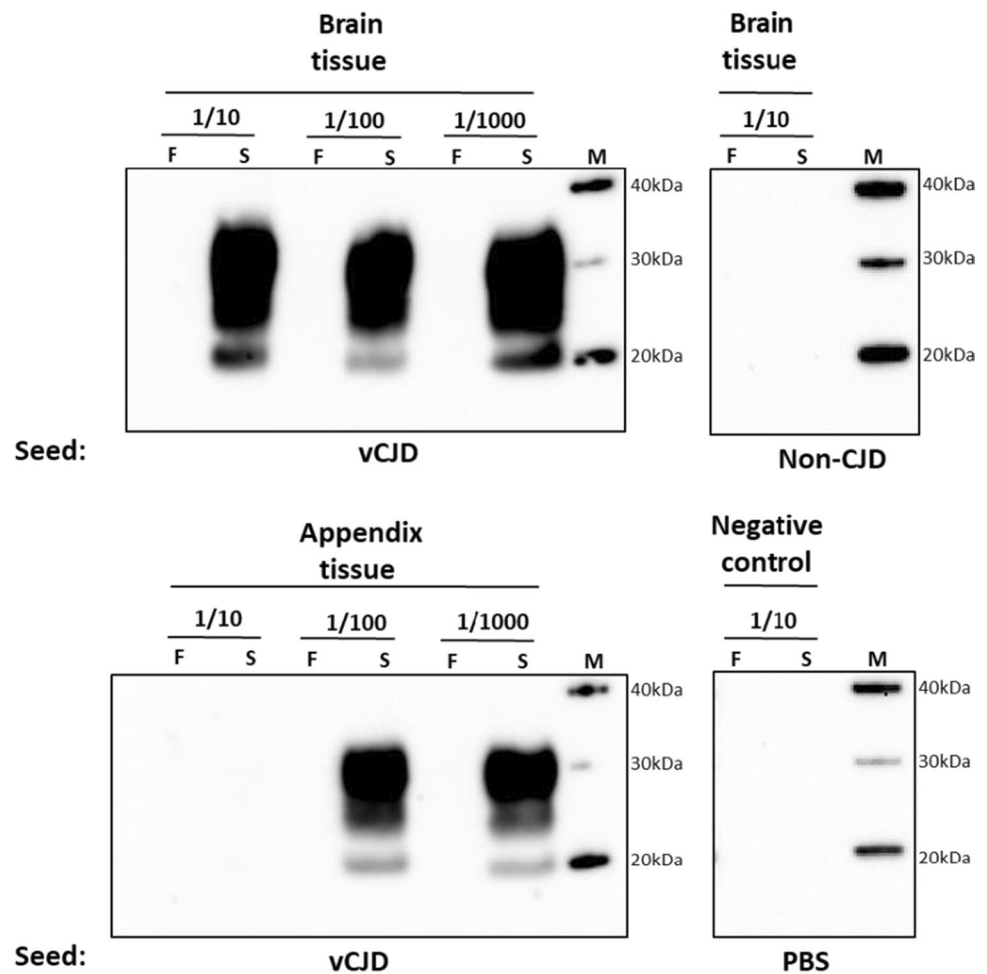 Brain
tissue
1/10 1/100 1/1000
F S F S F S M
40kDa
30kDa
20kDa
Seed: vCJD
Brain
tissue
1/10
F S M
40kDa
30kDa
20kDa
Non-CJD
Appendix
tissue
1/10 1/100 1/1000
F S F S F S M
40kDa
30kDa
20kDa
Seed: vCJD
Negative
control
1/10
F S M
40kDa
30kDa
20kDa
PBS